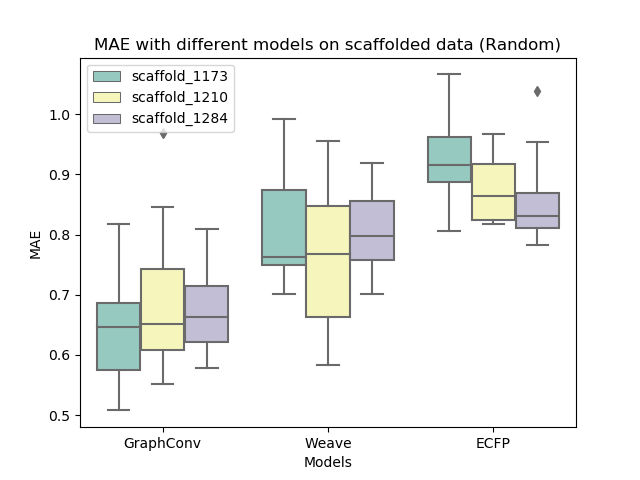 MAE with different models on scaffolded data (Random)
scaffold_1173
scaffold_1210
scaffold_1284
1.0
0.9
0.8
0.7
0.6
0.5
MAE
GraphConv
Weave
ECFP
Models